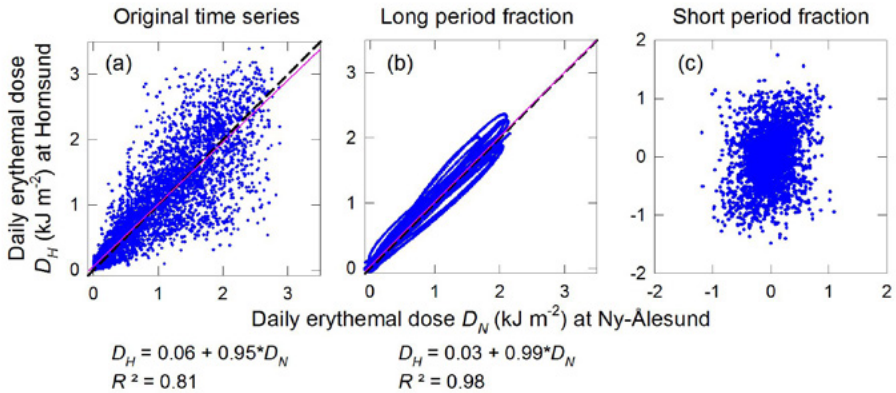 Original time series
Long period fraction
Short period fraction
Daily erythemal dose
D_H (kJ m⁻²) at Hornsund
(a)
3
2
1
0
0
1
2
3
(b)
3
2
1
0
0
1
2
3
(c)
2
1
0
-1
-2
-2
-1
0
1
2
Daily erythemal dose D_N (kJ m⁻²) at Ny-Ålesund
D_H = 0.06 + 0.95*D_N
R² = 0.81
D_H = 0.03 + 0.99*D_N
R² = 0.98